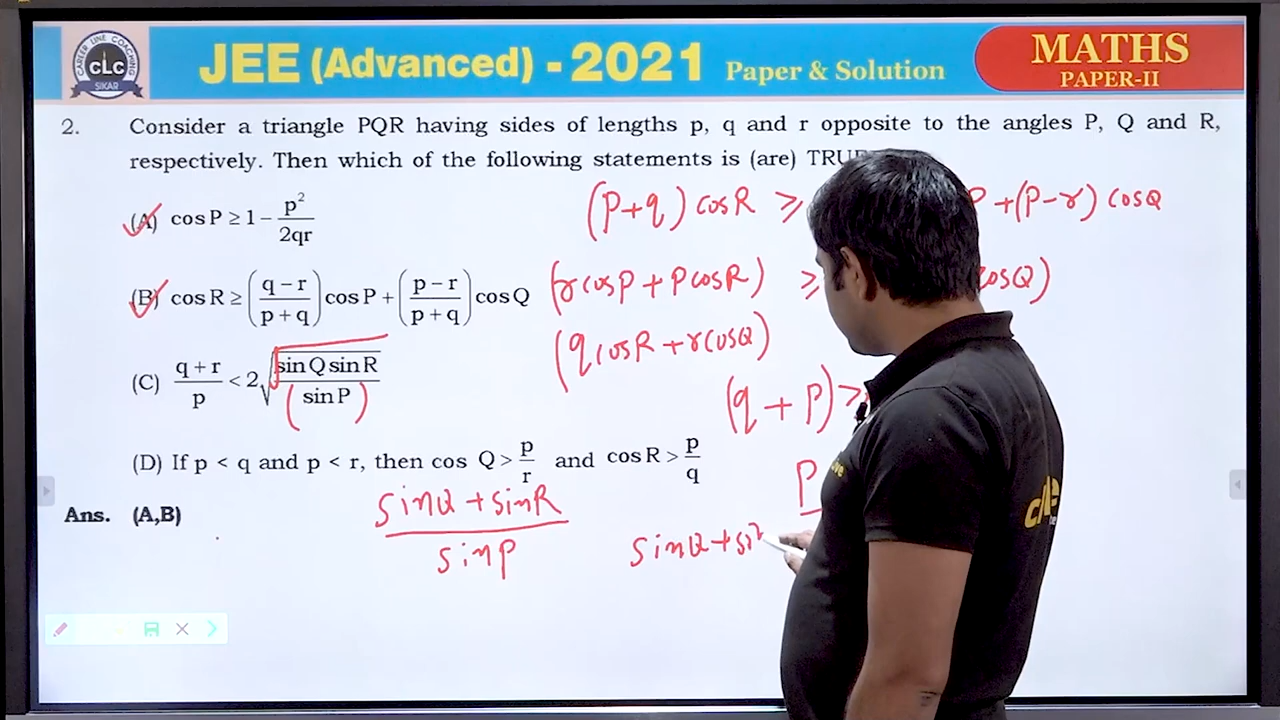 CAREER LINE COACHING
CLC
SIKAR
JEE (Advanced) - 2021 Paper & Solution
MATHS
PAPER-II
2. Consider a triangle PQR having sides of lengths p, q and r opposite to the angles P, Q and R,
respectively. Then which of the following statements is (are) TRUE
(A) cos P ≥ 1 − p²/2qr
(p+q) cos R ≥ P + (p−r) cos Q
(B) cos R ≥ ((q−r)/(p+q)) cos P + ((p−r)/(p+q)) cos Q
(r cos P + p cos R) ≥ cos Q)
(q cos R + r cos Q)
(C) (q+r)/p < 2 √(sin Q sin R)/(sin P)
(q + p) >
(D) If p < q and p < r, then cos Q > p/r and cos R > p/q
P
Ans. (A,B)
(sin Q + sin R)/(sin P)
sin Q + si